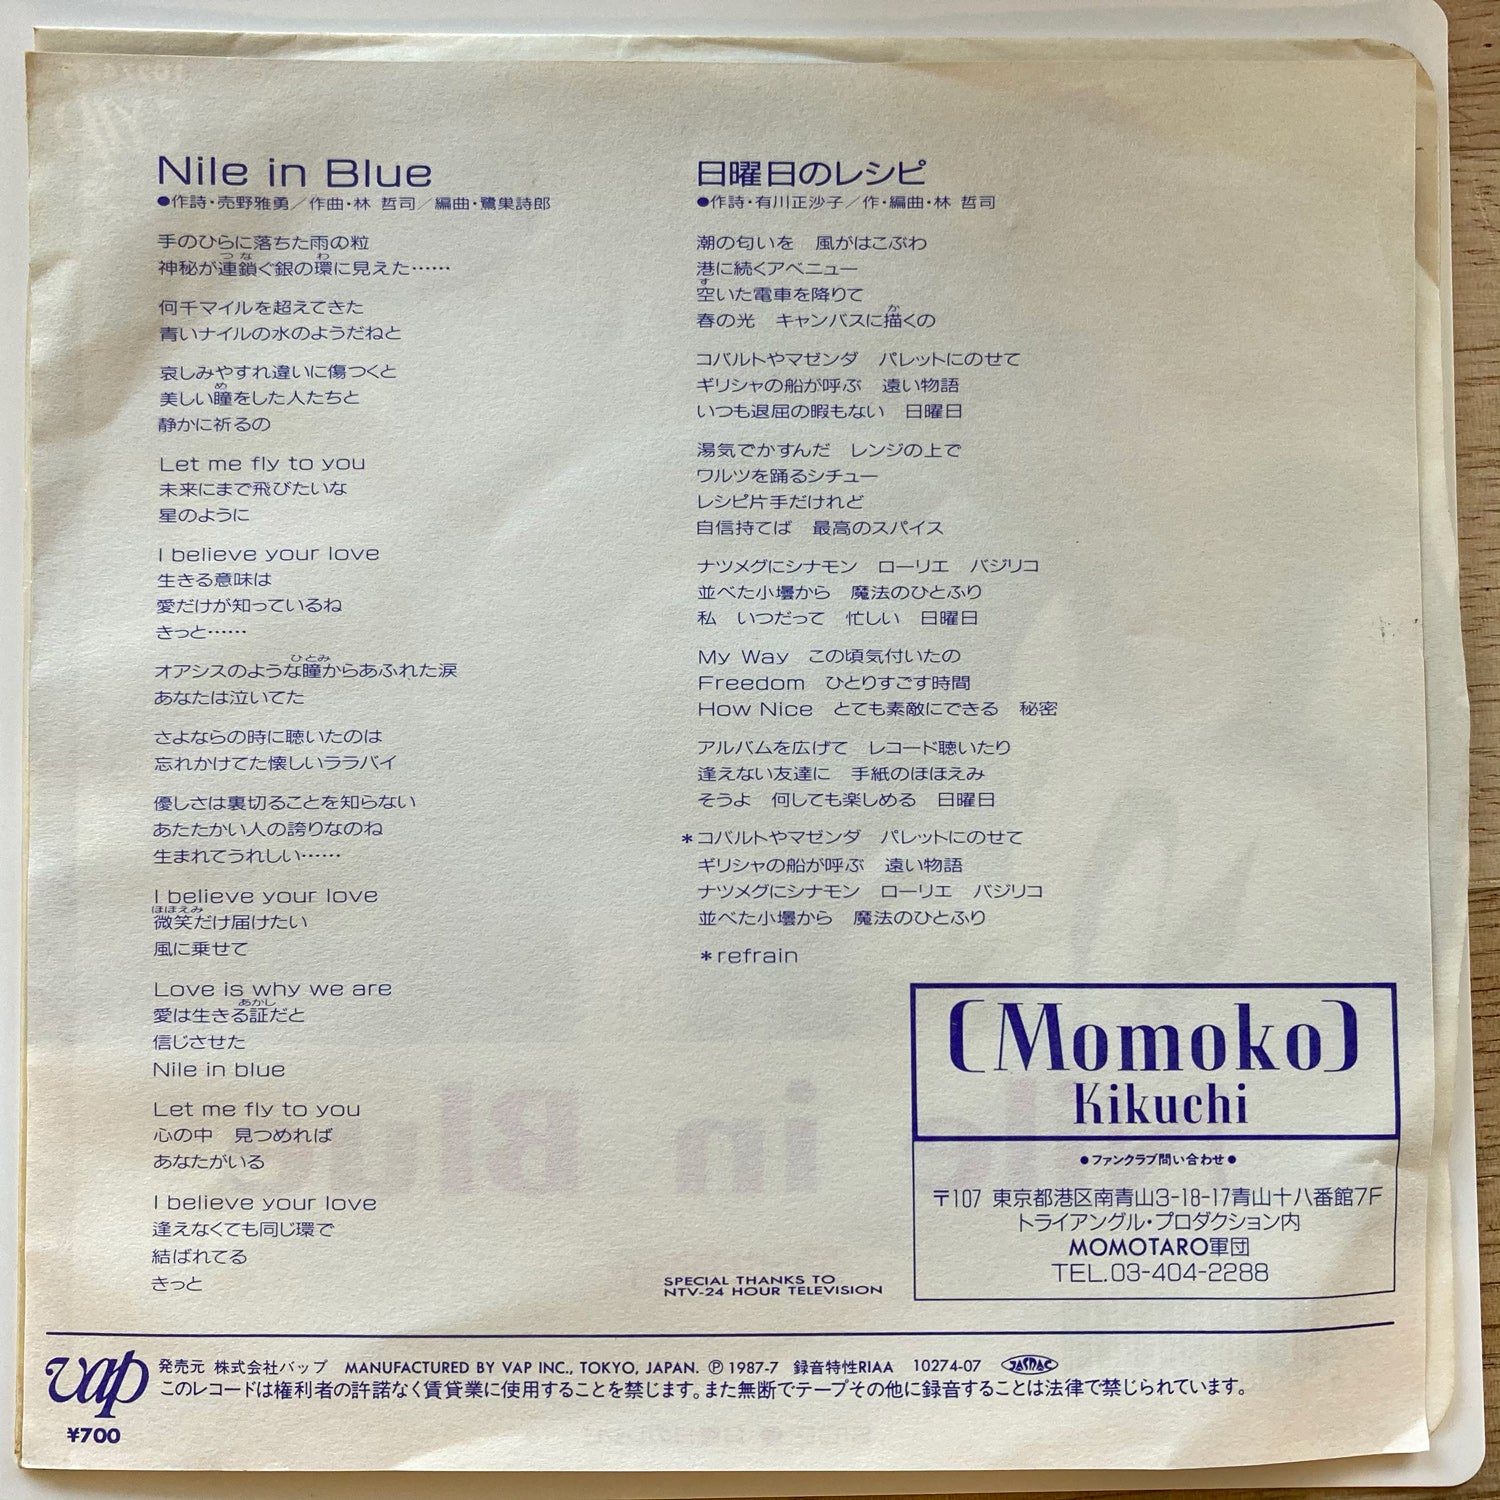 Nile in Blue
●作詩・売野雅勇／作曲・林 哲司／編曲・鷺巣詩郎
手のひらに落ちた雨の粒
つな わ
神秘が連鎖ぐ銀の環に見えた……
何千マイルを超えてきた
青いナイルの水のようだねと
哀しみやすれ違いに傷つくと
め
美しい瞳をした人たちと
静かに祈るの
Let me fly to you
未来にまで飛びたいな
星のように
I believe your love
生きる意味は
愛だけが知っているね
きっと……
ひとみ
オアシスのような瞳からあふれた涙
あなたは泣いてた
さよならの時に聴いたのは
忘れかけてた懐しいララバイ
優しさは裏切ることを知らない
あたたかい人の誇りなのね
生まれてうれしい……
I believe your love
ほほえみ
微笑だけ届けたい
風に乗せて
Love is why we are
あかし
愛は生きる証だと
信じさせた
Nile in blue
Let me fly to you
心の中　見つめれば
あなたがいる
I believe your love
逢えなくても同じ環で
結ばれてる
きっと
日曜日のレシピ
●作詩・有川正沙子／作・編曲・林 哲司
潮の匂いを　風がはこぶわ
港に続くアベニュー
す
空いた電車を降りて
か
春の光　キャンバスに描くの
コバルトやマゼンダ　パレットにのせて
ギリシャの船が呼ぶ　遠い物語
いつも退屈の暇もない　日曜日
湯気でかすんだ　レンジの上で
ワルツを踊るシチュー
レシピ片手だけれど
自信持てば　最高のスパイス
ナツメグにシナモン　ローリエ　バジリコ
並べた小壜から　魔法のひとふり
私　いつだって　忙しい　日曜日
My Way　この頃気付いたの
Freedom　ひとりすごす時間
How Nice　とても素敵にできる　秘密
アルバムを広げて　レコード聴いたり
逢えない友達に　手紙のほほえみ
そうよ　何しても楽しめる　日曜日
＊コバルトやマゼンダ　パレットにのせて
ギリシャの船が呼ぶ　遠い物語
ナツメグにシナモン　ローリエ　バジリコ
並べた小壜から　魔法のひとふり
＊refrain
(Momoko)
Kikuchi
●ファンクラブ問い合わせ●
〒107 東京都港区南青山3-18-17青山十八番館7F
トライアングル・プロダクション内
MOMOTARO軍団
TEL.03-404-2288
SPECIAL THANKS TO
NTV-24 HOUR TELEVISION
vap
¥700
発売元 株式会社バップ　MANUFACTURED BY VAP INC., TOKYO, JAPAN. Ⓟ 1987-7　録音特性RIAA　10274-07　JASRAC
このレコードは権利者の許諾なく賃貸業に使用することを禁じます。また無断でテープその他に録音することは法律で禁じられています。